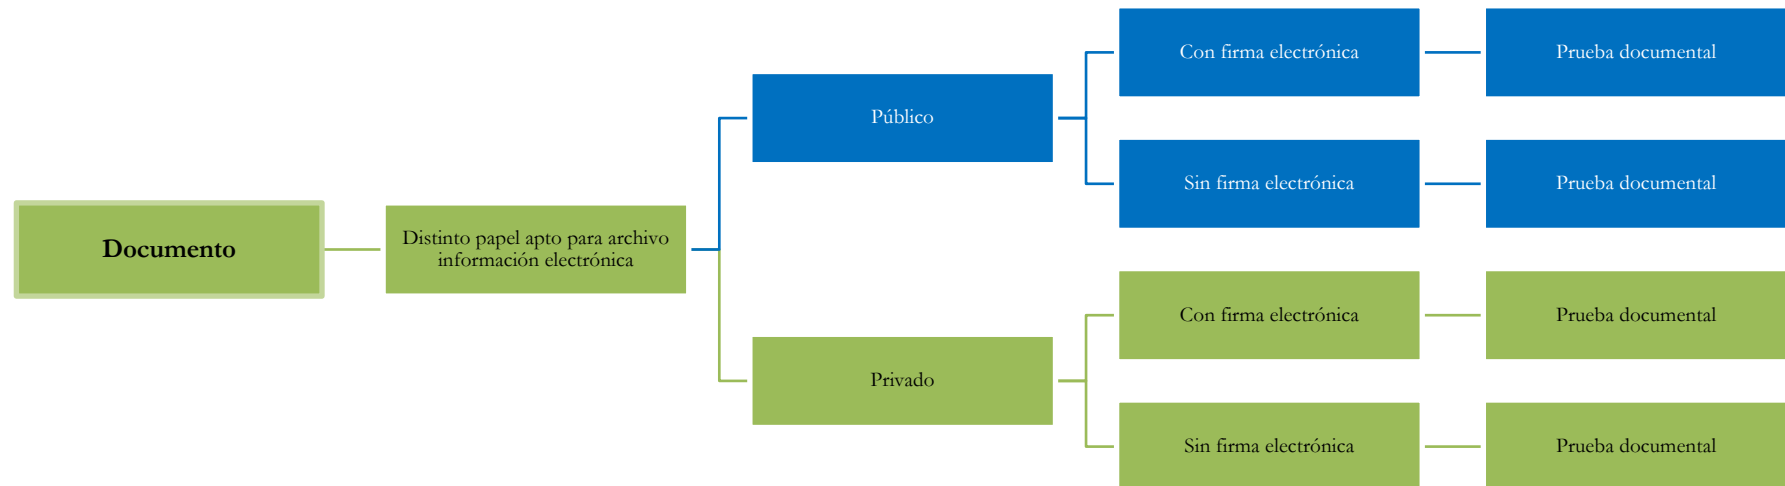 Documento
Distinto papel apto para archivo
información electrónica
Público
Con firma electrónica
Prueba documental
Sin firma electrónica
Prueba documental
Privado
Con firma electrónica
Prueba documental
Sin firma electrónica
Prueba documental